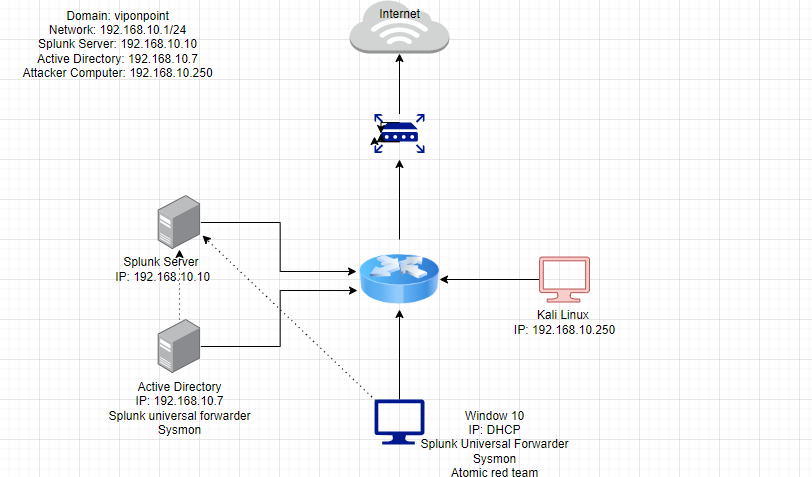 Domain: viponpoint
Network: 192.168.10.1/24
Splunk Server: 192.168.10.10
Active Directory: 192.168.10.7
Attacker Computer: 192.168.10.250
Internet
Splunk Server
IP: 192.168.10.10
Kali Linux
IP: 192.168.10.250
Active Directory
IP: 192.168.10.7
Splunk universal forwarder
Sysmon
Window 10
IP: DHCP
Splunk Universal Forwarder
Sysmon
Atomic red team